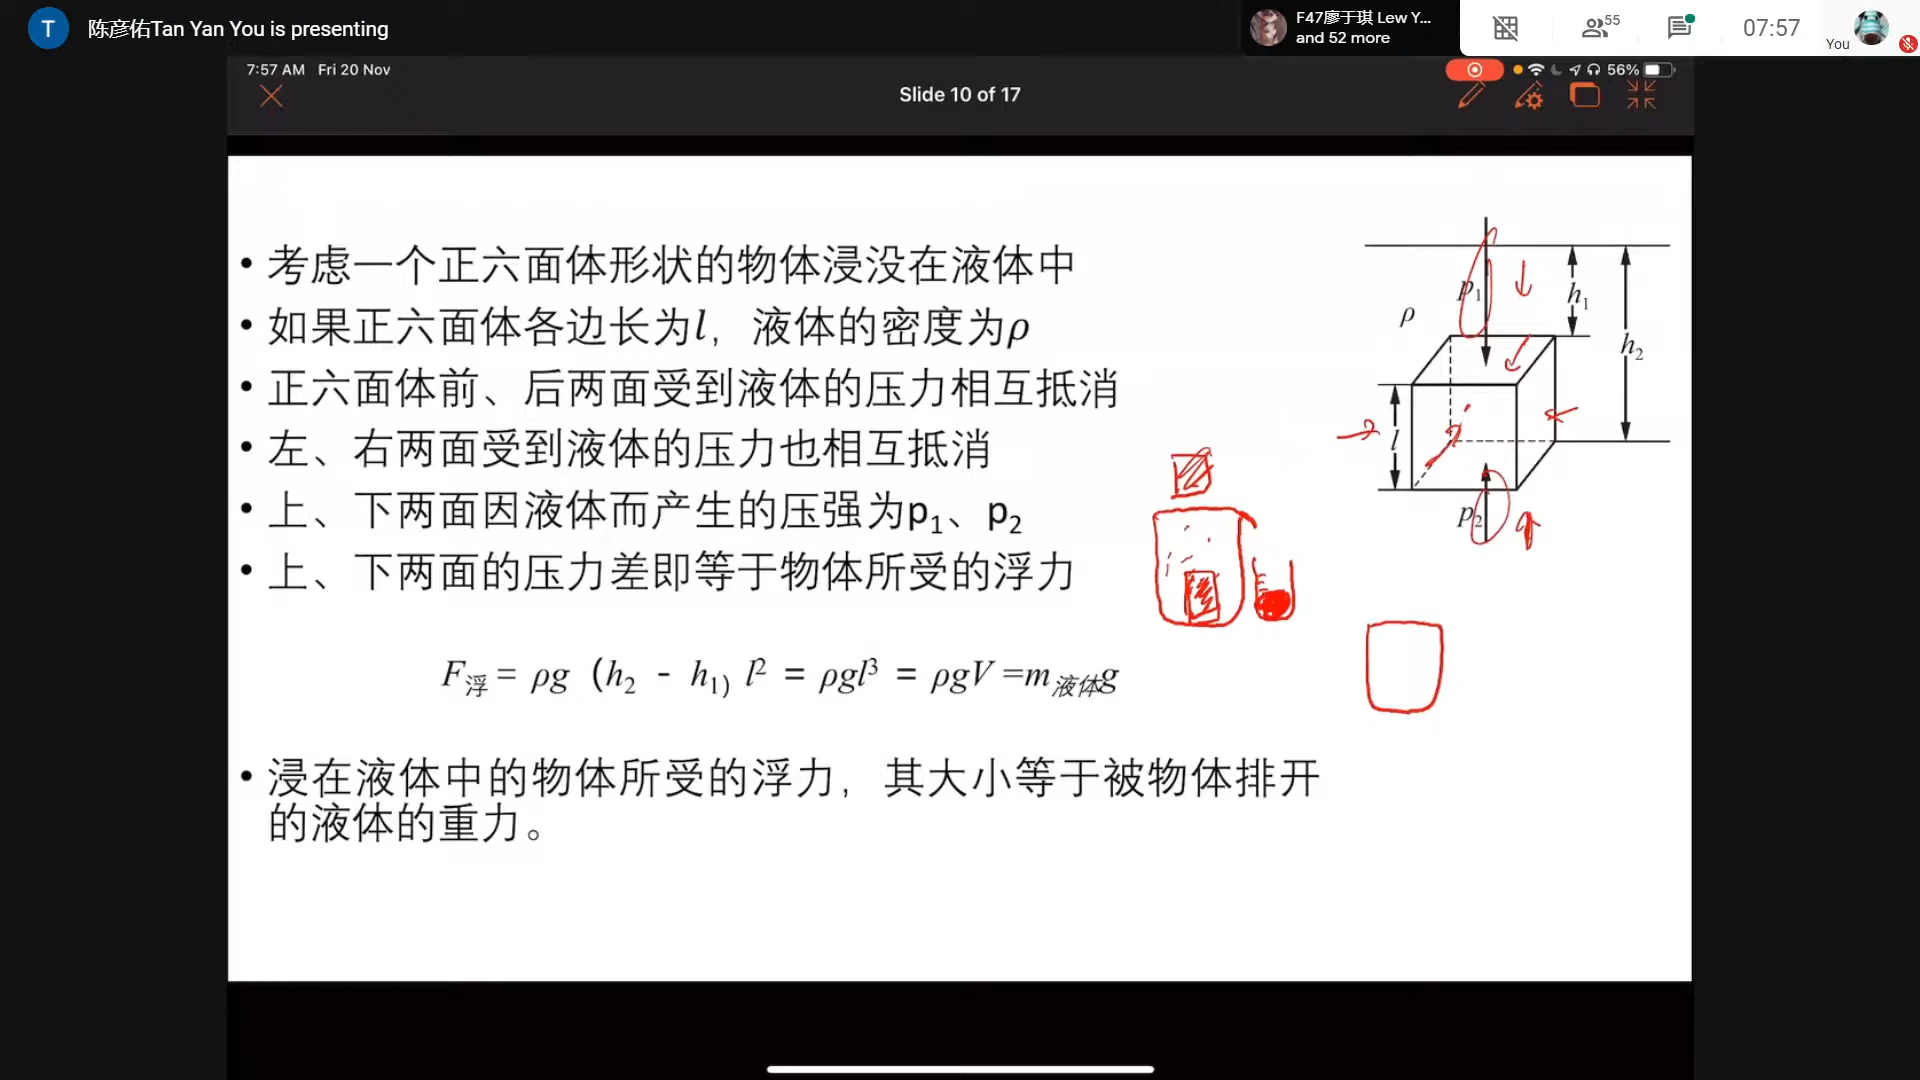 T 陈彦佑Tan Yan You is presenting
F47廖于琪 Lew Y...
and 52 more
55
07:57
You
7:57 AM Fri 20 Nov
56%
Slide 10 of 17
• 考虑一个正六面体形状的物体浸没在液体中
• 如果正六面体各边长为l，液体的密度为ρ
• 正六面体前、后两面受到液体的压力相互抵消
• 左、右两面受到液体的压力也相互抵消
• 上、下两面因液体而产生的压强为p₁、p₂
• 上、下两面的压力差即等于物体所受的浮力
F浮 = ρg (h₂ - h₁) l² = ρgl³ = ρgV =m液体g
• 浸在液体中的物体所受的浮力，其大小等于被物体排开
的液体的重力。
p₁
h₁
ρ
h₂
l
p₂